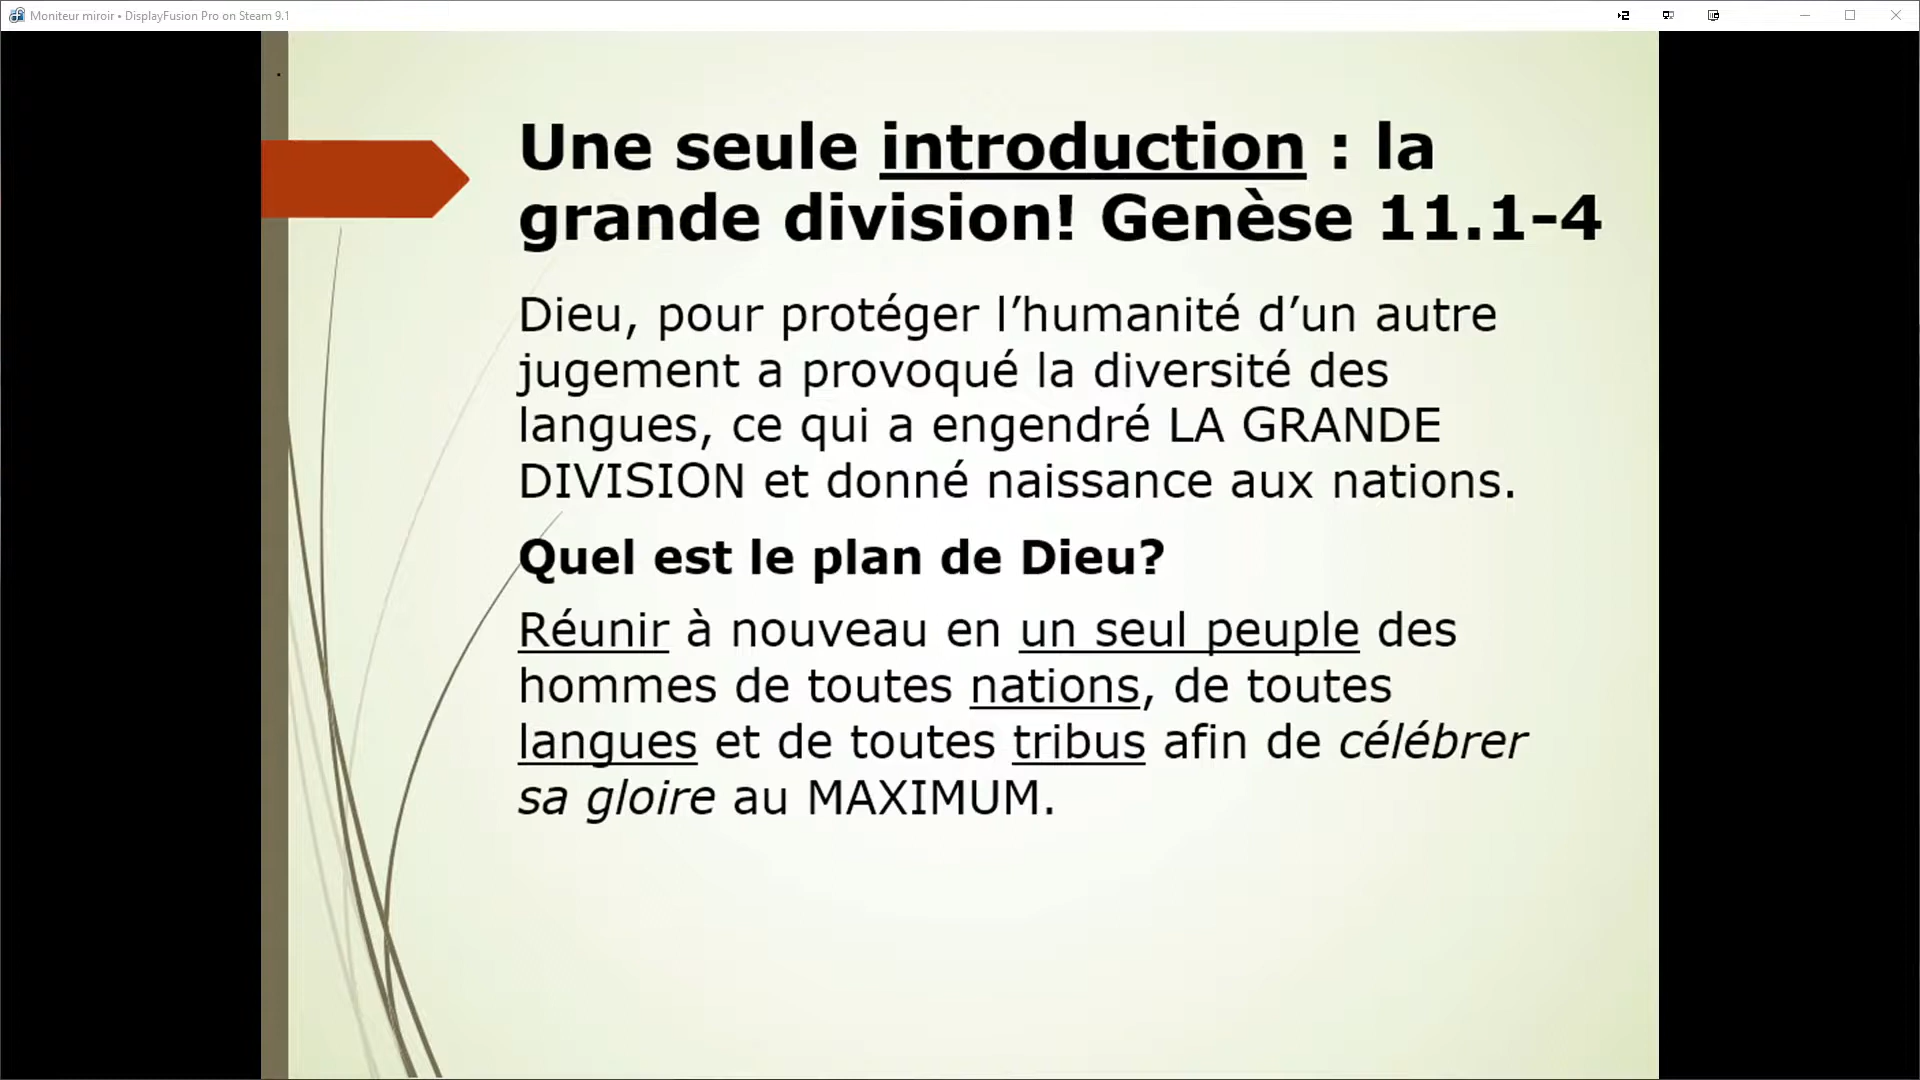 Moniteur miroir • DisplayFusion Pro on Steam 9.1
Une seule introduction : la
grande division! Genèse 11.1-4
Dieu, pour protéger l’humanité d’un autre
jugement a provoqué la diversité des
langues, ce qui a engendré LA GRANDE
DIVISION et donné naissance aux nations.
Quel est le plan de Dieu?
Réunir à nouveau en un seul peuple des
hommes de toutes nations, de toutes
langues et de toutes tribus afin de célébrer
sa gloire au MAXIMUM.